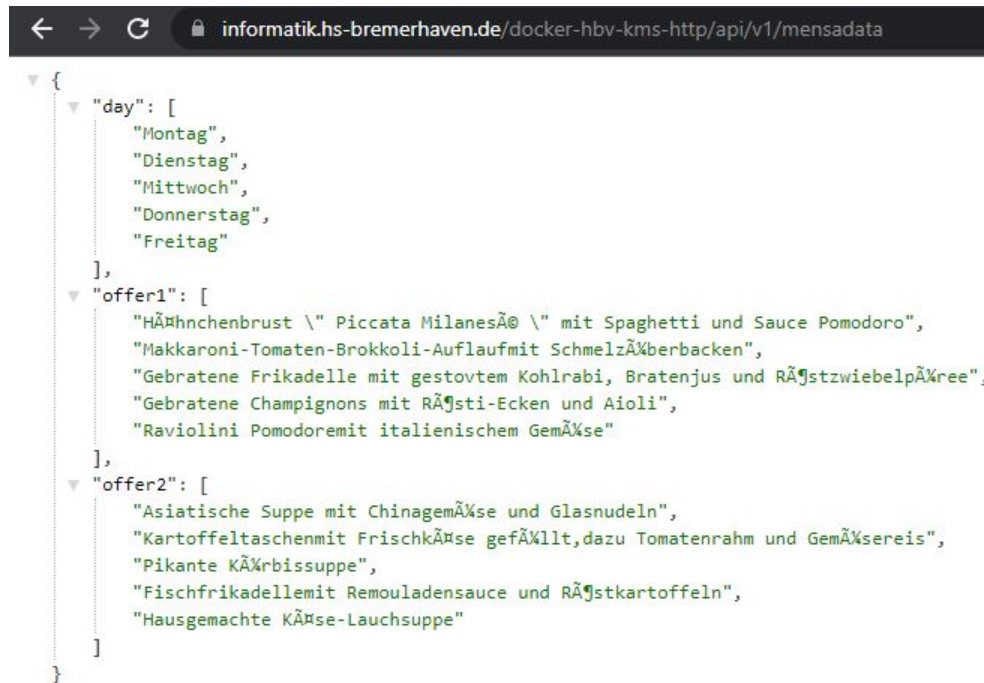 informatik.hs-bremerhaven.de/docker-hbv-kms-http/api/v1/mensadata
{
"day": [
"Montag",
"Dienstag",
"Mittwoch",
"Donnerstag",
"Freitag"
],
"offer1": [
"HÃ¤hnchenbrust \" Piccata MilanesÃ© \" mit Spaghetti und Sauce Pomodoro",
"Makkaroni-Tomaten-Brokkoli-Auflaufmit SchmelzÃ¼berbacken",
"Gebratene Frikadelle mit gestovtem Kohlrabi, Bratenjus und RÃ¶stzwiebelpÃ¼ree",
"Gebratene Champignons mit RÃ¶sti-Ecken und Aioli",
"Raviolini Pomodoremit italienischem GemÃ¼se"
],
"offer2": [
"Asiatische Suppe mit ChinagemÃ¼se und Glasnudeln",
"Kartoffeltaschenmit FrischkÃ¤se gefÃ¼llt,dazu Tomatenrahm und GemÃ¼sereis",
"Pikante KÃ¼rbissuppe",
"Fischfrikadellemit Remouladensauce und RÃ¶stkartoffeln",
"Hausgemachte KÃ¤se-Lauchsuppe"
]
}